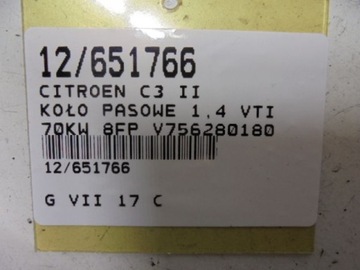 12/651766
CITROEN C3 II
KOŁO PASOWE 1,4 VTI
70KW 8FP V756280180
12/651766
G VII 17 C